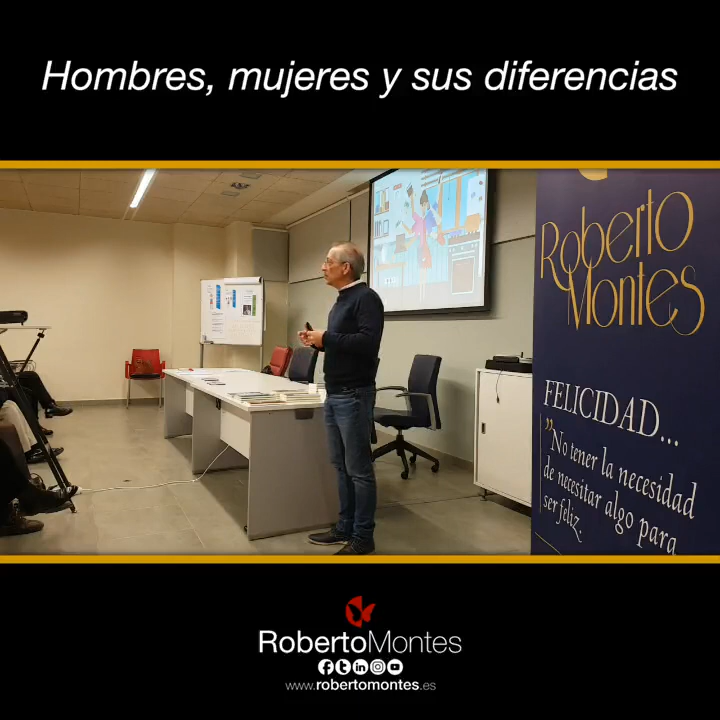 Hombres, mujeres y sus diferencias
Roberto
Montes
FELICIDAD...
"No tener la necesidad
de necesitar algo para
ser feliz.
RobertoMontes
www.robertomontes.es